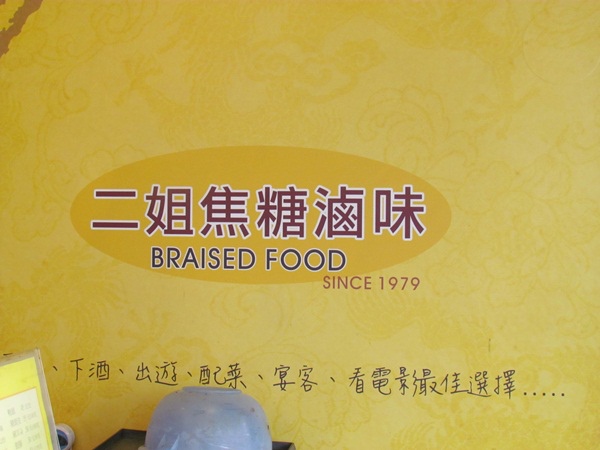 二姐焦糖滷味
BRAISED FOOD
SINCE 1979
、下酒、出遊、配菜、宴客、看電影最佳選擇.....